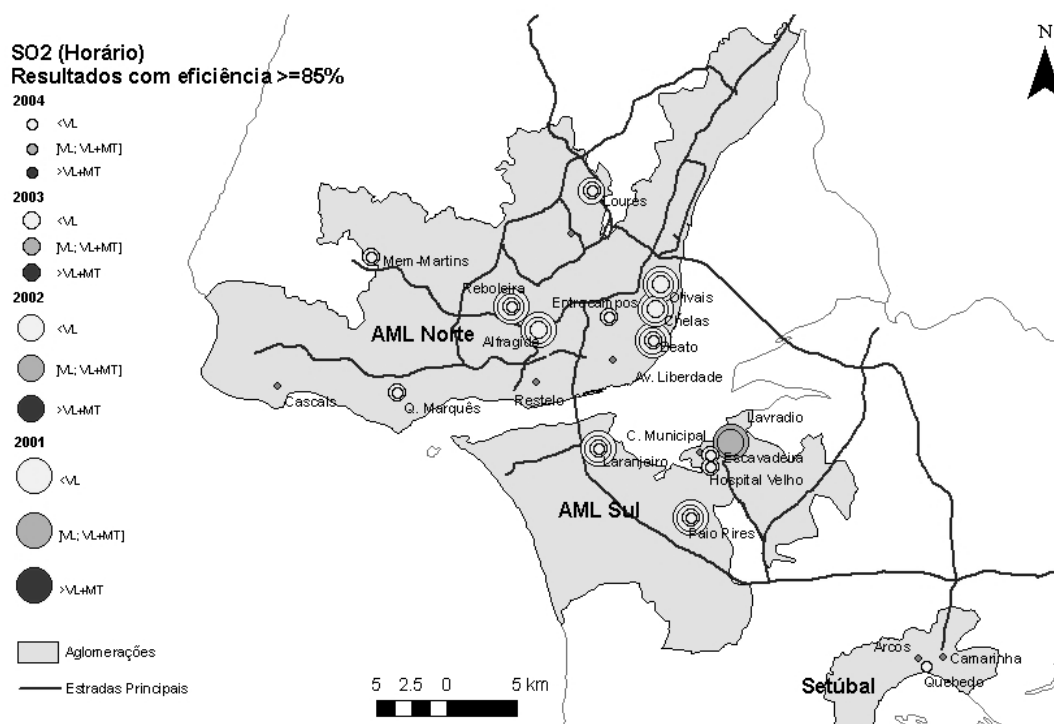 SO2 (Horário)
Resultados com eficiência >=85%
2004
<VL
]VL; VL+MT]
>VL+MT
2003
<VL
]VL; VL+MT]
>VL+MT
2002
<VL
]VL; VL+MT]
>VL+MT
2001
<VL
]VL; VL+MT]
>VL+MT
Aglomerações
Estradas Principais
N
Loures
Mem-Martins
Reboleira
Entrecampos
Olivais
AML Norte
Alfragide
Chelas
Beato
Av. Liberdade
Cascais
Q. Marquês
Restelo
Lavradio
C. Municipal
Escavadeira
Laranjeiro
Hospital Velho
AML Sul
Paio Pires
Arcos
Camarinha
Setúbal
Quebedo
5 2.5 0 5 km